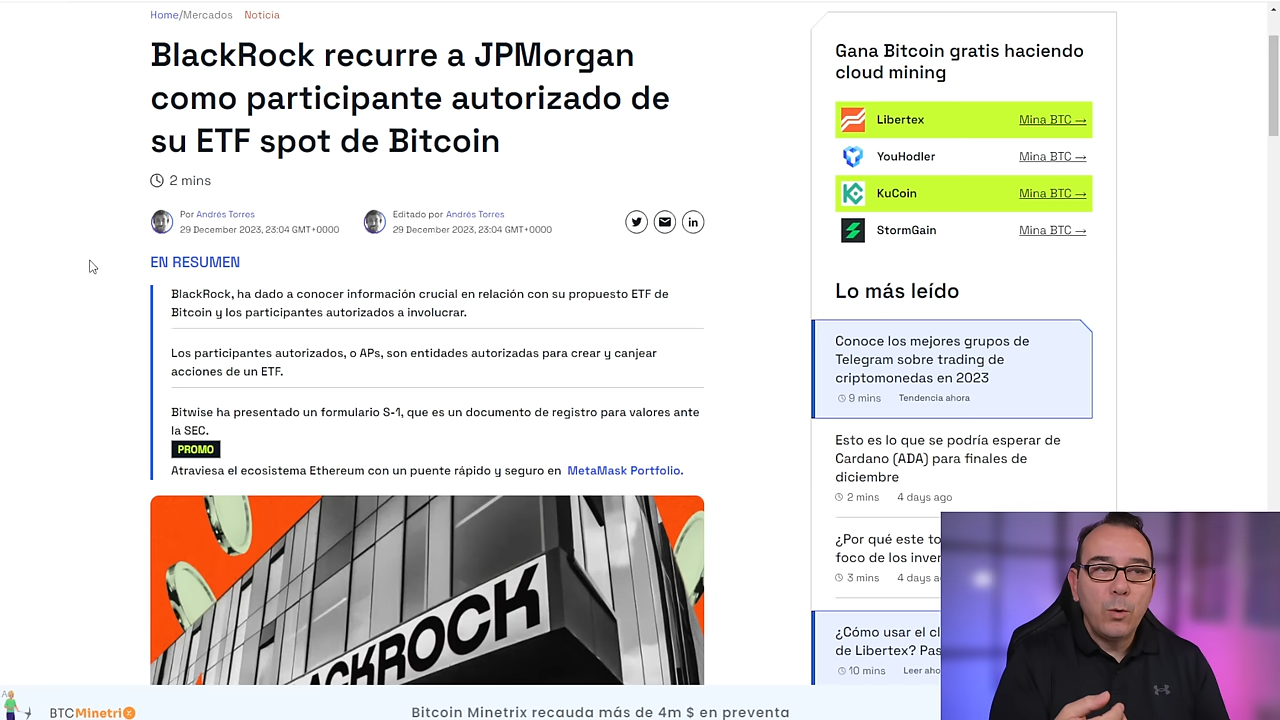 Home/Mercados Noticia
BlackRock recurre a JPMorgan
como participante autorizado de
su ETF spot de Bitcoin
2 mins
Por Andrés Torres
29 December 2023, 23:04 GMT+0000
Editado por Andrés Torres
29 December 2023, 23:04 GMT+0000
EN RESUMEN
BlackRock, ha dado a conocer información crucial en relación con su propuesto ETF de
Bitcoin y los participantes autorizados a involucrar.
Los participantes autorizados, o APs, son entidades autorizadas para crear y canjear
acciones de un ETF.
Bitwise ha presentado un formulario S-1, que es un documento de registro para valores ante
la SEC.
PROMO
Atraviesa el ecosistema Ethereum con un puente rápido y seguro en MetaMask Portfolio.
ACKROCK
Gana Bitcoin gratis haciendo
cloud mining
Libertex Mina BTC →
YouHodler Mina BTC →
KuCoin Mina BTC →
StormGain Mina BTC →
Lo más leído
Conoce los mejores grupos de
Telegram sobre trading de
criptomonedas en 2023
9 mins Tendencia ahora
Esto es lo que se podría esperar de
Cardano (ADA) para finales de
diciembre
2 mins 4 days ago
¿Por qué este to
foco de los inver
3 mins 4 days a
¿Cómo usar el cl
de Libertex? Pas
10 mins Leer aho
BTCMinetrix
Bitcoin Minetrix recauda más de 4m $ en preventa